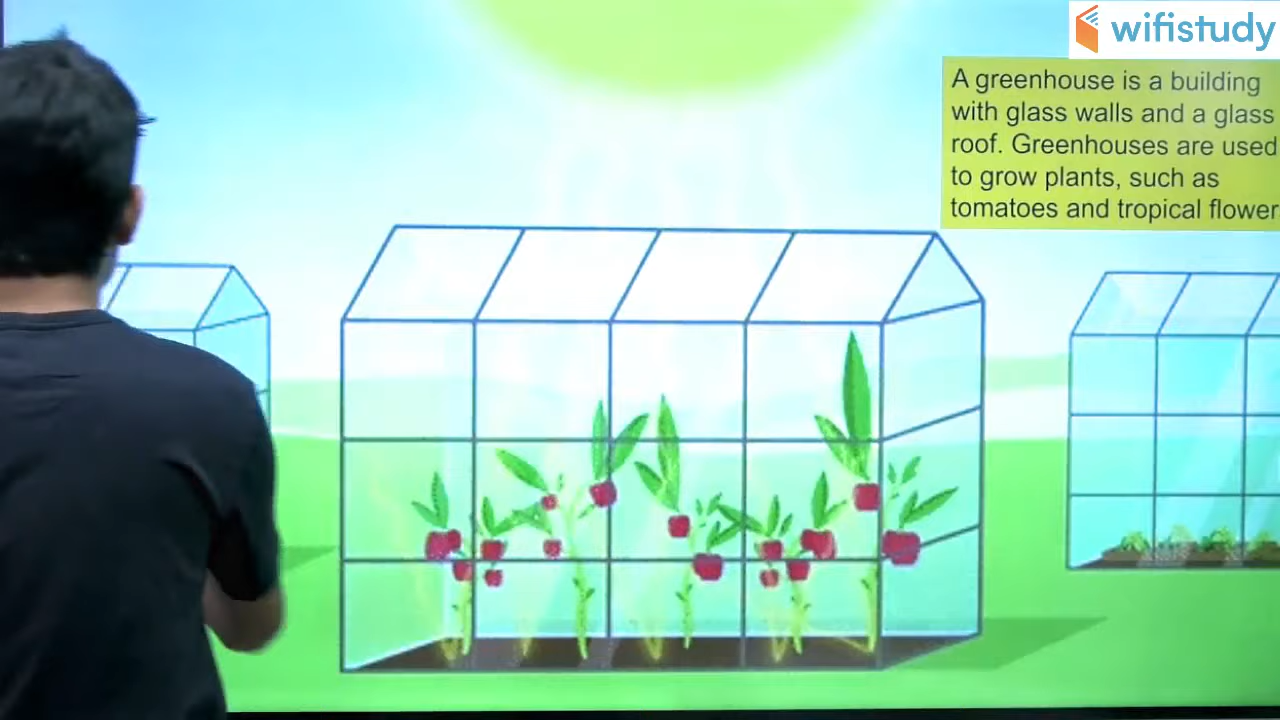 wifistudy
A greenhouse is a building
with glass walls and a glass
roof. Greenhouses are used
to grow plants, such as
tomatoes and tropical flower